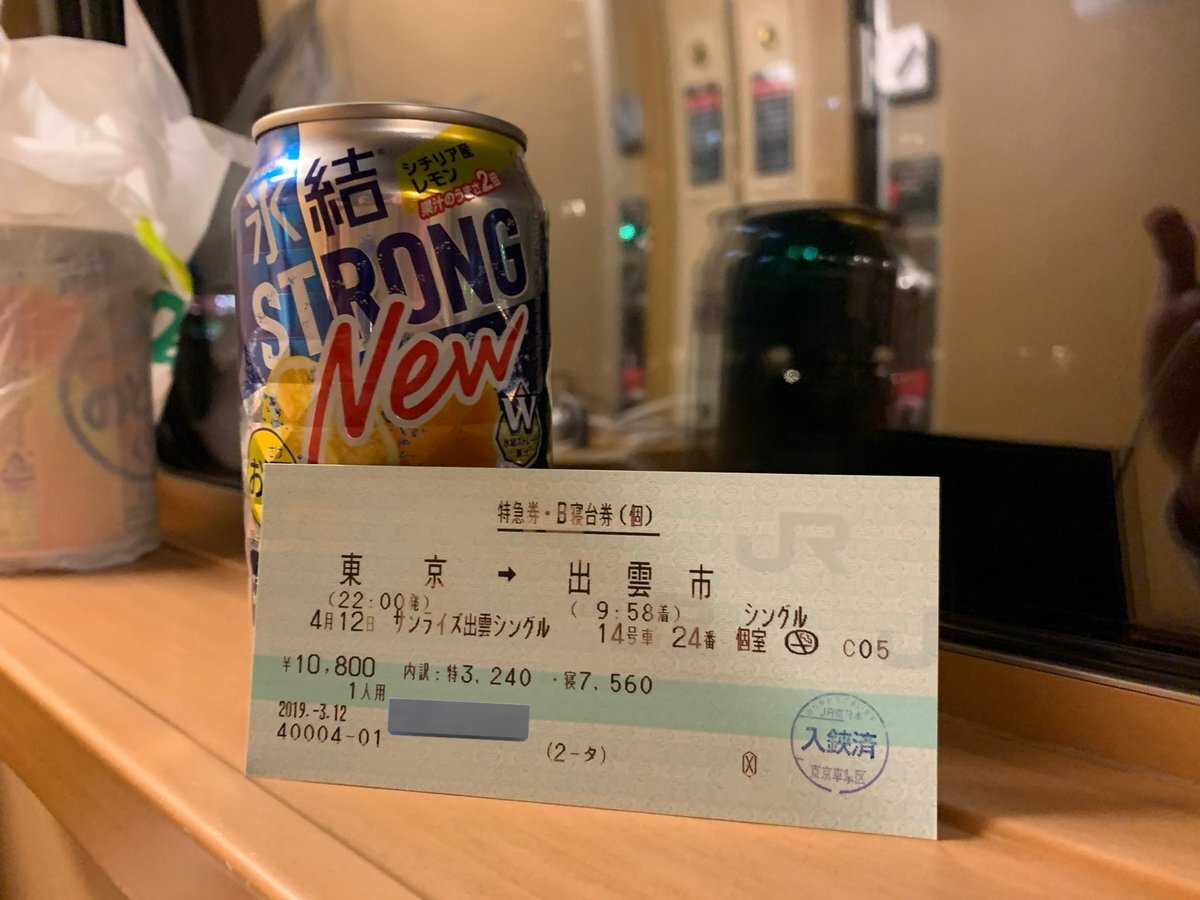 氷結
シチリア産
レモン
果汁のうまさ2倍
STRONG
New
W
お
特急券・B寝台券(個)
JR
東京 → 出雲市
(22:00発) (9:58着) シングル
4月12日 サンライズ出雲シングル 14号車 24番 個室 C05
¥10,800 内訳:特3,240・寝7,560
1人用
2019.-3.12
40004-01 (2-タ)
JR東日本
入鋏済